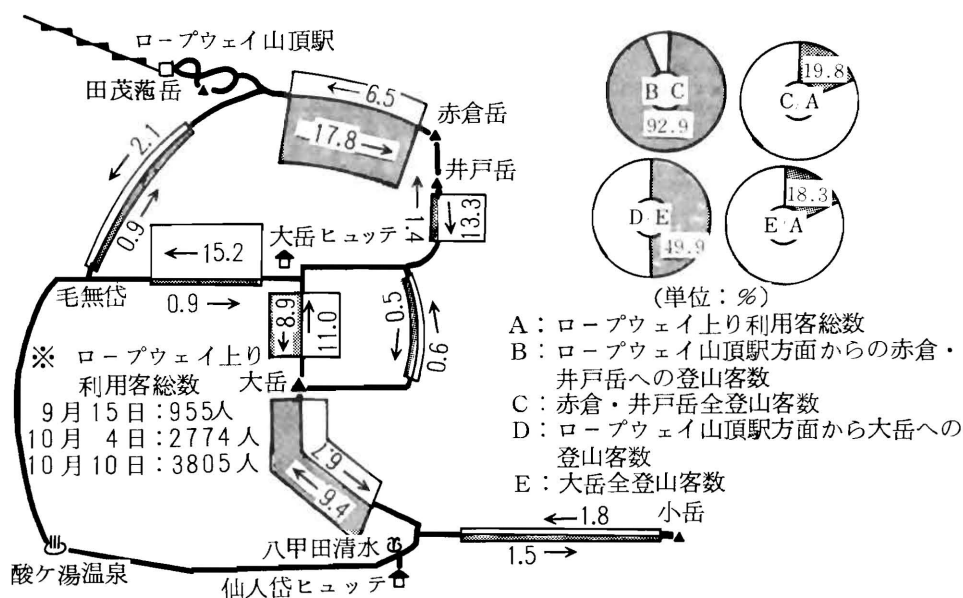 ロープウェイ山頂駅
田茂萢岳
6.5
17.8
赤倉岳
井戸岳
2.1
0.9
1.4
13.3
大岳ヒュッテ
15.2
0.9
毛無岱
8.9
11.0
0.5
0.6
大岳
※ ロープウェイ上り
利用客総数
9月15日:955人
10月 4日:2774人
10月10日:3805人
6.7
9.4
1.8
小岳
1.5
八甲田清水
仙人岱ヒュッテ
酸ケ湯温泉
B C
92.9
C A
19.8
D E
49.9
E A
18.3
(単位:%)
A:ロープウェイ上り利用客総数
B:ロープウェイ山頂駅方面からの赤倉・
井戸岳への登山客数
C:赤倉・井戸岳全登山客数
D:ロープウェイ山頂駅方面から大岳への
登山客数
E:大岳全登山客数